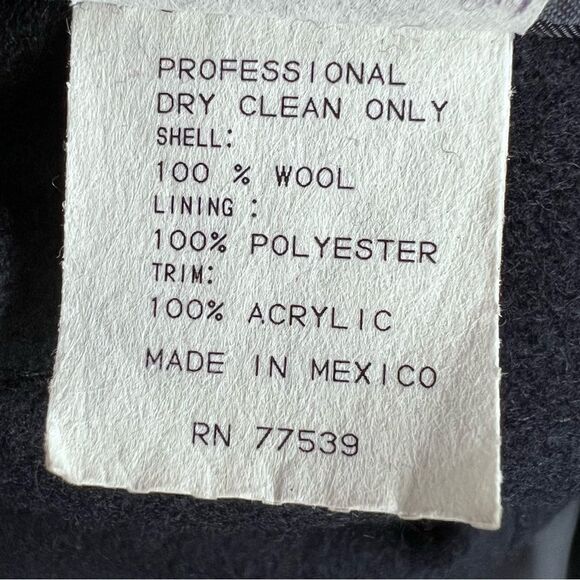 PROFESSIONAL
DRY CLEAN ONLY
SHELL:
100 % WOOL
LINING :
100% POLYESTER
TRIM:
100% ACRYLIC
MADE IN MEXICO
RN 77539